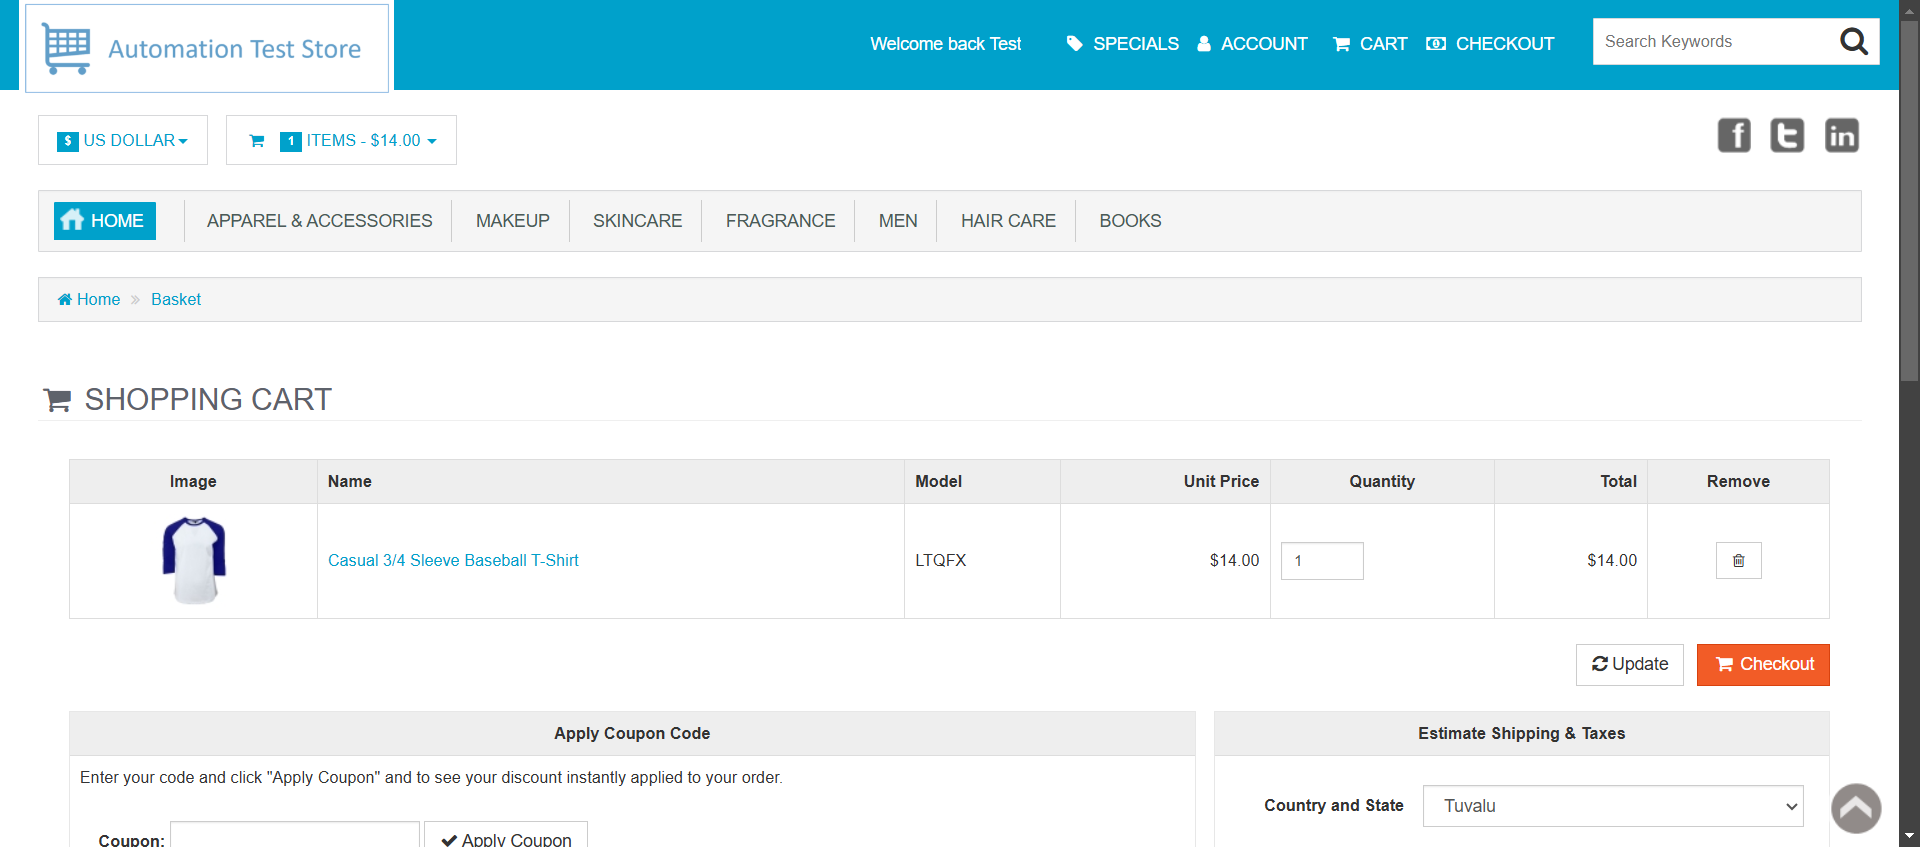 Automation Test Store
Welcome back Test
SPECIALS
ACCOUNT
CART
CHECKOUT
Search Keywords
$ US DOLLAR
1 ITEMS - $14.00
HOME
APPAREL & ACCESSORIES
MAKEUP
SKINCARE
FRAGRANCE
MEN
HAIR CARE
BOOKS
Home » Basket
SHOPPING CART
Image Name Model Unit Price Quantity Total Remove
Casual 3/4 Sleeve Baseball T-Shirt LTQFX $14.00 1 $14.00
Update
Checkout
Apply Coupon Code
Enter your code and click "Apply Coupon" and to see your discount instantly applied to your order.
Coupon:
Apply Coupon
Estimate Shipping & Taxes
Country and State
Tuvalu